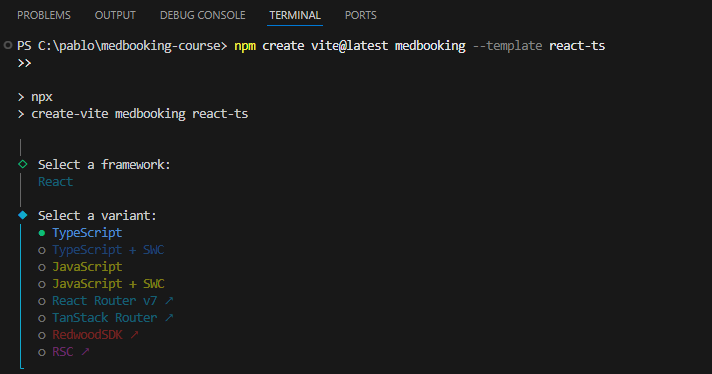 PROBLEMS OUTPUT DEBUG CONSOLE TERMINAL PORTS
PS C:\pablo\medbooking-course> npm create vite@latest medbooking --template react-ts
>>
> npx
> create-vite medbooking react-ts
Select a framework:
React
Select a variant:
TypeScript
TypeScript + SWC
JavaScript
JavaScript + SWC
React Router v7 ↗
TanStack Router ↗
RedwoodSDK ↗
RSC ↗